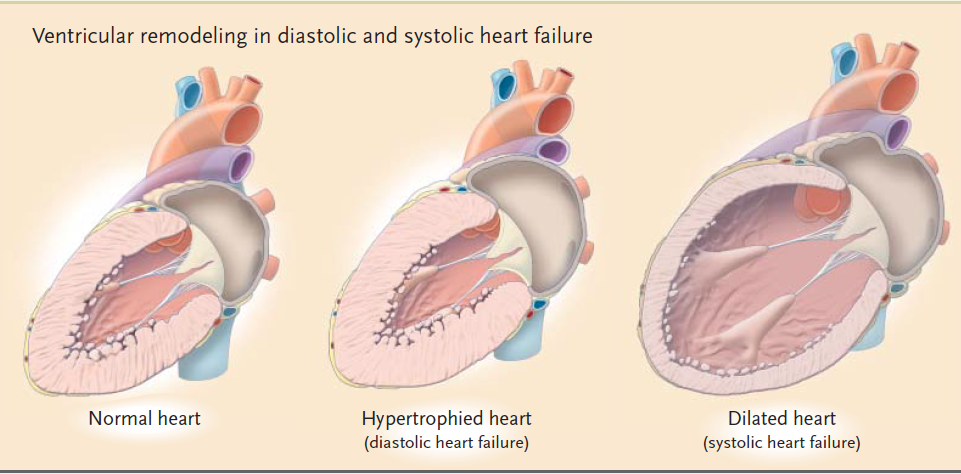 Ventricular remodeling in diastolic and systolic heart failure
Normal heart
Hypertrophied heart
(diastolic heart failure)
Dilated heart
(systolic heart failure)